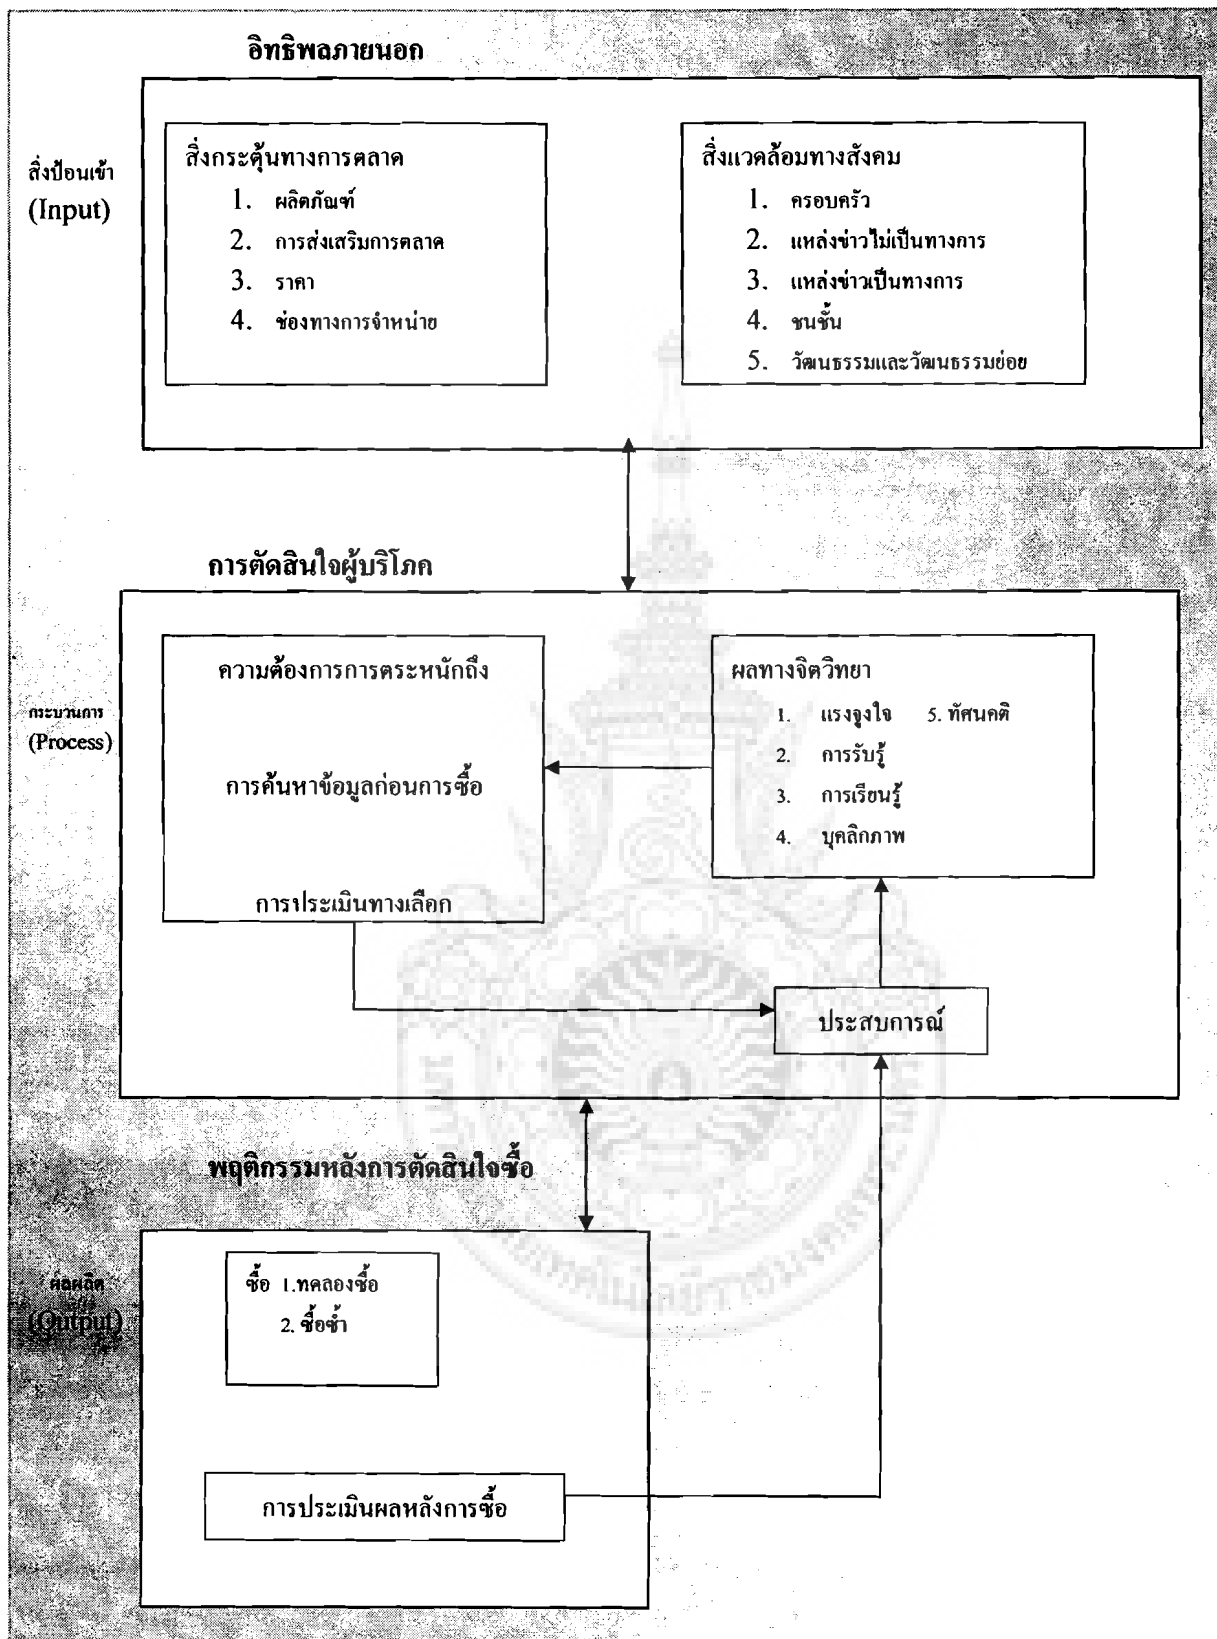 อิทธิพลภายนอก
สิ่งป้อนเข้า
(Input)
สิ่งกระตุ้นทางการตลาด
1. ผลิตภัณฑ์
2. การส่งเสริมการตลาด
3. ราคา
4. ช่องทางการจำหน่าย
สิ่งแวดล้อมทางสังคม
1. ครอบครัว
2. แหล่งข่าวไม่เป็นทางการ
3. แหล่งข่าวเป็นทางการ
4. ชนชั้น
5. วัฒนธรรมและวัฒนธรรมย่อย
การตัดสินใจผู้บริโภค
กระบวนการ
(Process)
ความต้องการการตระหนักถึง
การค้นหาข้อมูลก่อนการซื้อ
การประเมินทางเลือก
ผลทางจิตวิทยา
1. แรงจูงใจ 5. ทัศนคติ
2. การรับรู้
3. การเรียนรู้
4. บุคลิกภาพ
ประสบการณ์
พฤติกรรมหลังการตัดสินใจซื้อ
ผลผลิต
(Output)
ซื้อ 1.ทดลองซื้อ
2. ซื้อซ้ำ
การประเมินผลหลังการซื้อ